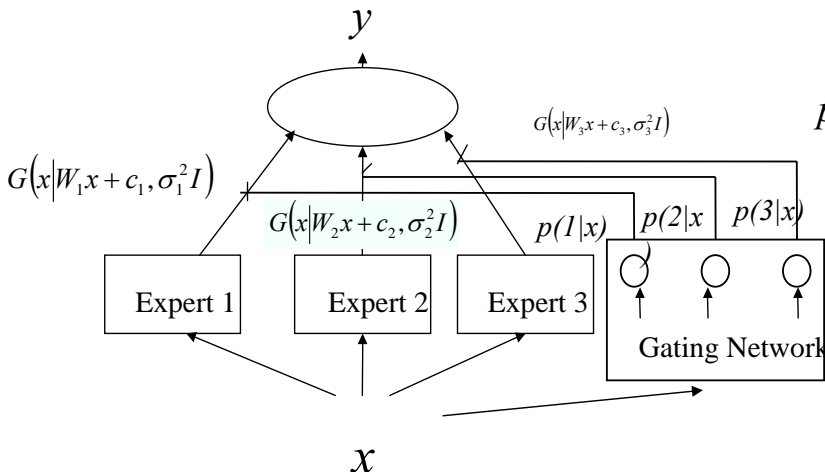 y
G(x|W₃x + c₃, σ₃²I)
p
G(x|W₁x + c₁, σ₁²I)
G(x|W₂x + c₂, σ₂²I)
p(1|x)
p(2|x
)
p(3|x)
Expert 1
Expert 2
Expert 3
Gating Network
x